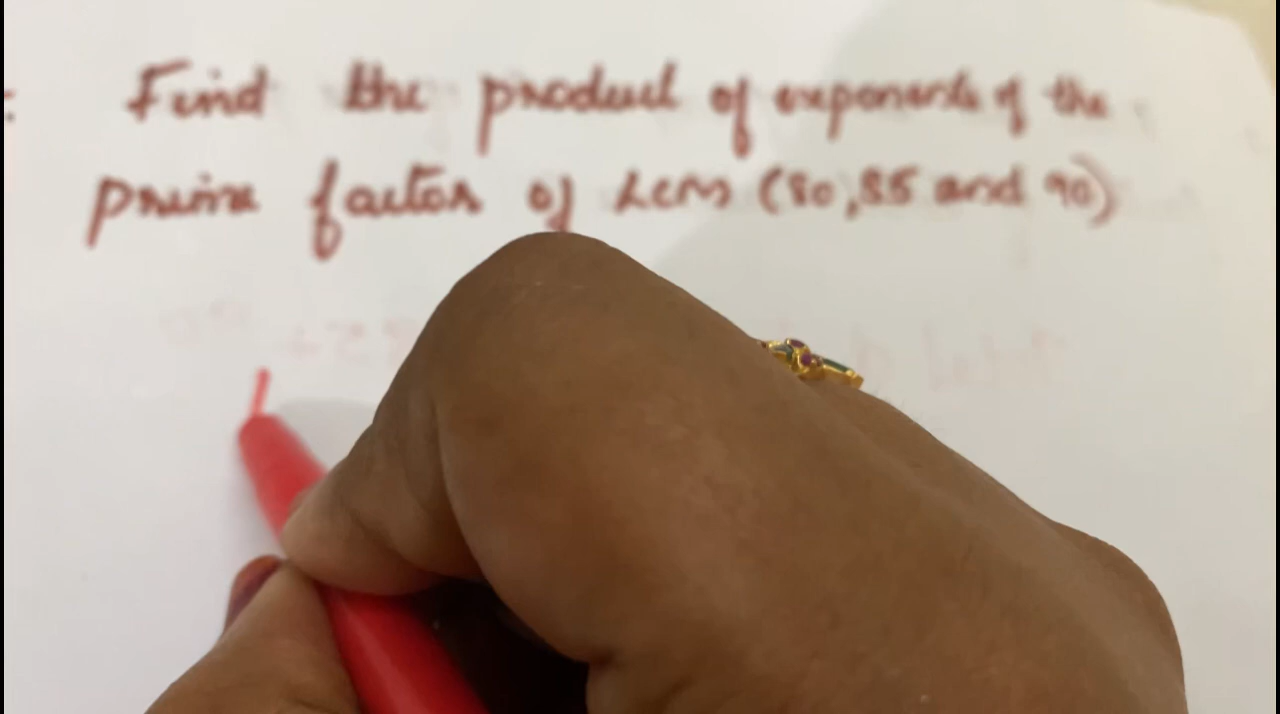 : Find the product of exponents of the
prime factor of LCM (80,85 and 90)